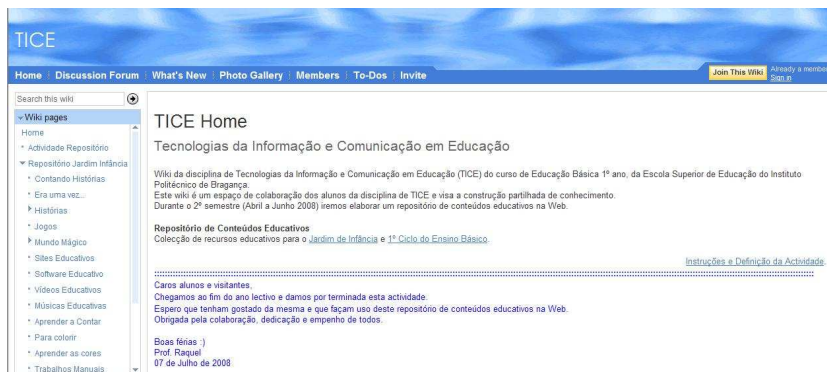 TICE
Home Discussion Forum What's New Photo Gallery Members To-Dos Invite
Join This Wiki
Already a member
Sign in
Search this wiki
Wiki pages
Home
Actividade Repositório
Repositório Jardim Infância
Contando Histórias
Era uma vez...
Histórias
Jogos
Mundo Mágico
Sites Educativos
Software Educativo
Vídeos Educativos
Músicas Educativas
Aprender a Contar
Para colorir
Aprender as cores
Trabalhos Manuais
TICE Home
Tecnologias da Informação e Comunicação em Educação
Wiki da disciplina de Tecnologias da Informação e Comunicação em Educação (TICE) do curso de Educação Básica 1º ano, da Escola Superior de Educação do Instituto
Politécnico de Bragança.
Este wiki é um espaço de colaboração dos alunos da disciplina de TICE e visa a construção partilhada de conhecimento.
Durante o 2º semestre (Abril a Junho 2008) iremos elaborar um repositório de conteúdos educativos na Web.
Repositório de Conteúdos Educativos
Colecção de recursos educativos para o Jardim de Infância e 1º Ciclo do Ensino Básico.
Instruções e Definição da Actividade.
Caros alunos e visitantes,
Chegamos ao fim do ano lectivo e damos por terminada esta actividade.
Espero que tenham gostado da mesma e que façam uso deste repositório de conteúdos educativos na Web.
Obrigada pela colaboração, dedicação e empenho de todos.
Boas férias :)
Prof. Raquel
07 de Julho de 2008